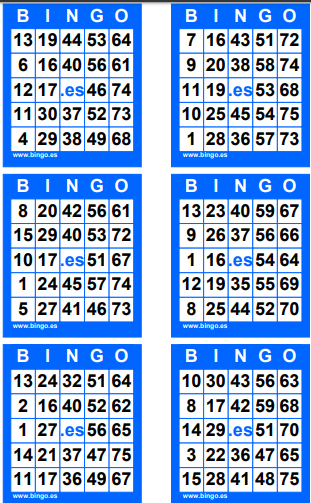 B I N G O
13 19 44 53 64
6 16 40 56 61
12 17 .es 46 74
11 30 37 52 73
4 29 38 49 68
www.bingo.es
B I N G O
7 16 43 51 72
9 20 38 58 74
11 19 .es 53 68
10 25 45 54 75
1 28 36 57 73
www.bingo.es
B I N G O
8 20 42 56 61
15 29 40 53 72
10 17 .es 51 67
1 24 45 57 74
5 27 41 46 73
www.bingo.es
B I N G O
13 23 40 59 67
9 26 37 56 66
1 16 .es 54 64
12 19 35 55 69
8 25 44 52 70
www.bingo.es
B I N G O
13 24 32 51 64
2 16 40 52 62
1 27 .es 56 65
14 21 37 47 75
11 17 36 49 67
www.bingo.es
B I N G O
10 30 43 56 63
8 17 42 59 68
14 29 .es 51 70
3 22 36 47 65
15 28 41 48 75
www.bingo.es